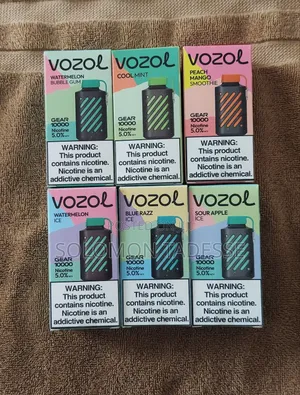 VOZOL
WATERMELON
BUBBLE GUM
GEAR
10000
Nicotine
5.0%
WARNING:
This product
contains nicotine.
Nicotine is an
addictive chemical.
VOZOL
COOLMINT
GEAR
10000
Nicotine
5.0%
WARNING:
This product
contains nicotine.
Nicotine is an
addictive chemical.
VOZOL
PEACH
MANGO
SMOOTHIE
GEAR
10000
Nicotine
5.0%
WARNING:
This product
contains nicotine.
Nicotine is an
addictive chemical.
VOZOL
WATERMELON
ICE
GEAR
10000
Nicotine
5.0%
WARNING:
This product
contains nicotine.
Nicotine is an
addictive chemical.
VOZOL
BLUE RAZZ
ICE
GEAR
10000
Nicotine
5.0%
WARNING:
This product
contains nicotine.
Nicotine is an
addictive chemical.
VOZOL
SOUR APPLE
ICE
GEAR
10000
Nicotine
5.0%
WARNING:
This product
contains nicotine.
Nicotine is an
addictive chemical.